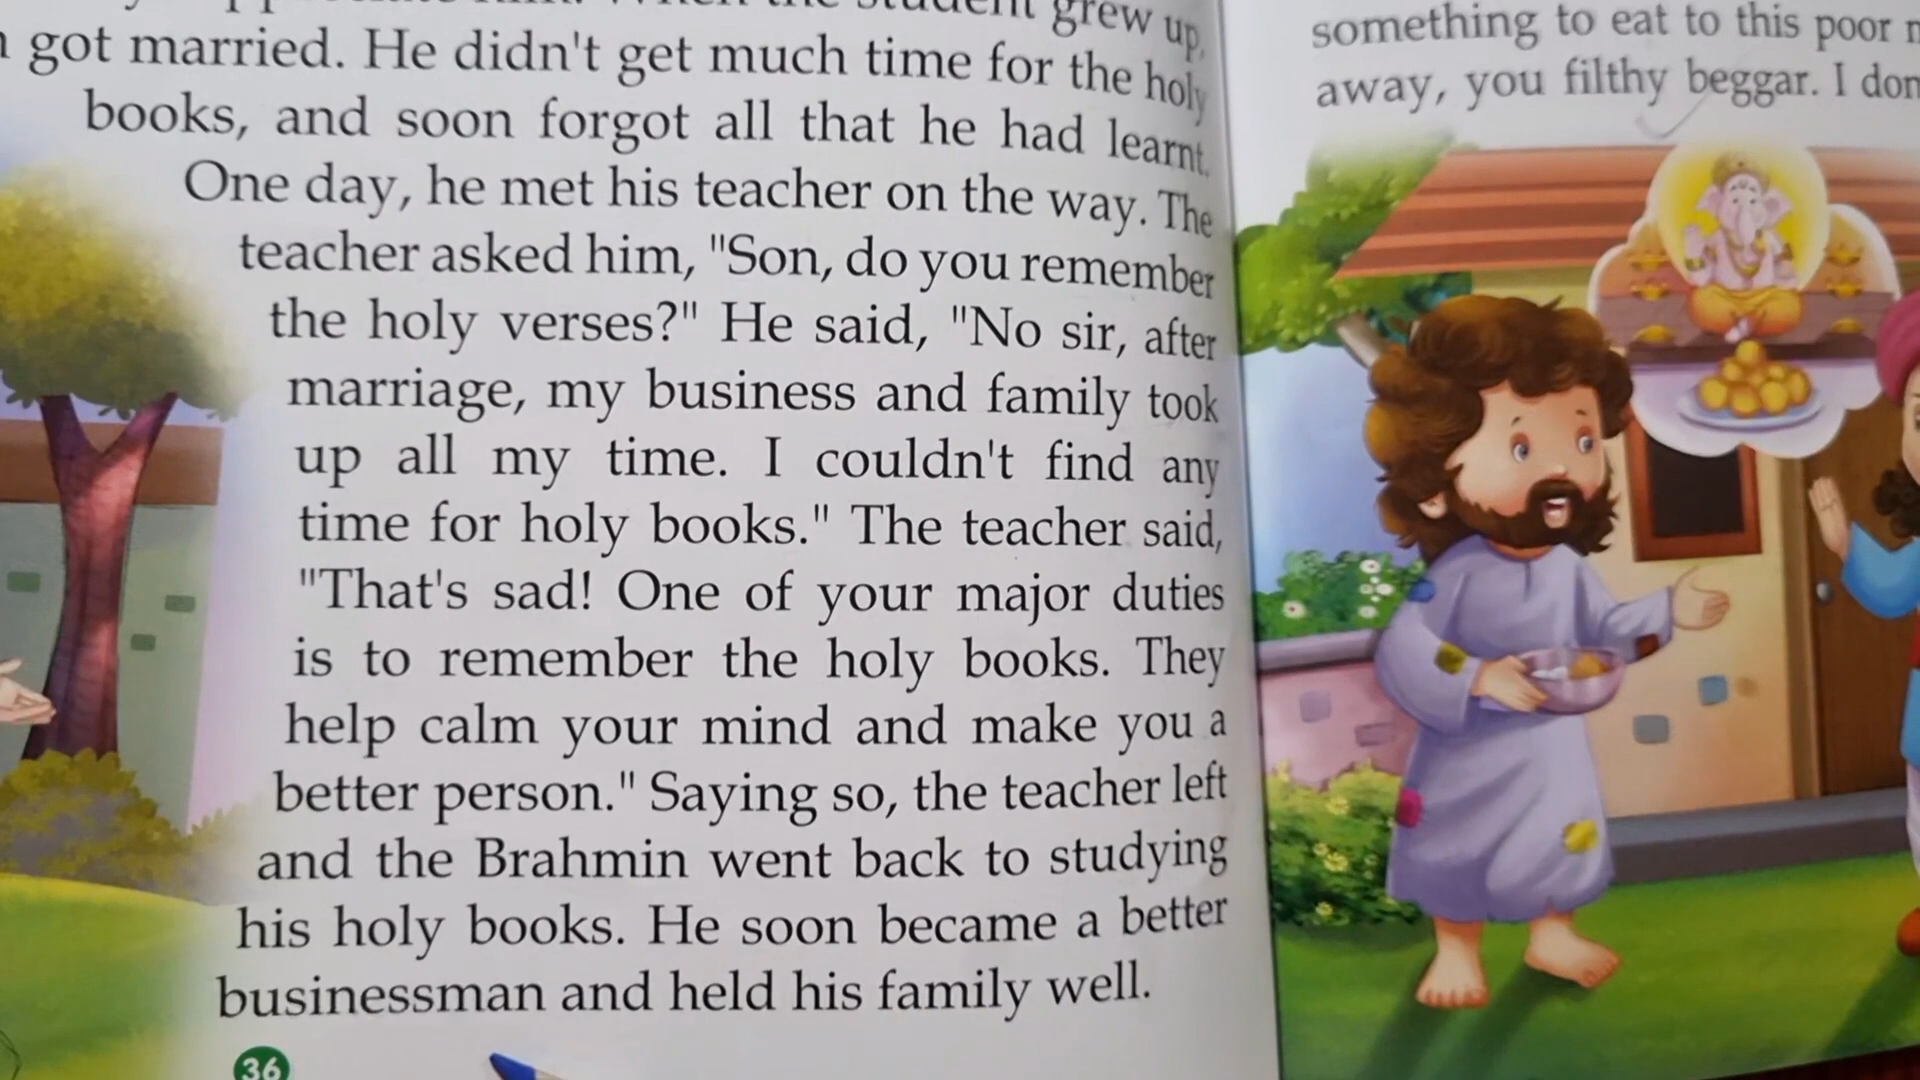 student grew up,
got married. He didn't get much time for the holy
books, and soon forgot all that he had learnt.
One day, he met his teacher on the way. The
teacher asked him, "Son, do you remember
the holy verses?" He said, "No sir, after
marriage, my business and family took
up all my time. I couldn't find any
time for holy books." The teacher said,
"That's sad! One of your major duties
is to remember the holy books. They
help calm your mind and make you a
better person." Saying so, the teacher left
and the Brahmin went back to studying
his holy books. He soon became a better
businessman and held his family well.
36
something to eat to this poor
away, you filthy beggar. I